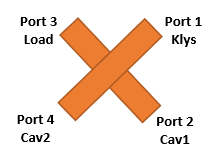 Port 3
Load
Port 1
Klys
Port 4
Cav2
Port 2
Cav1